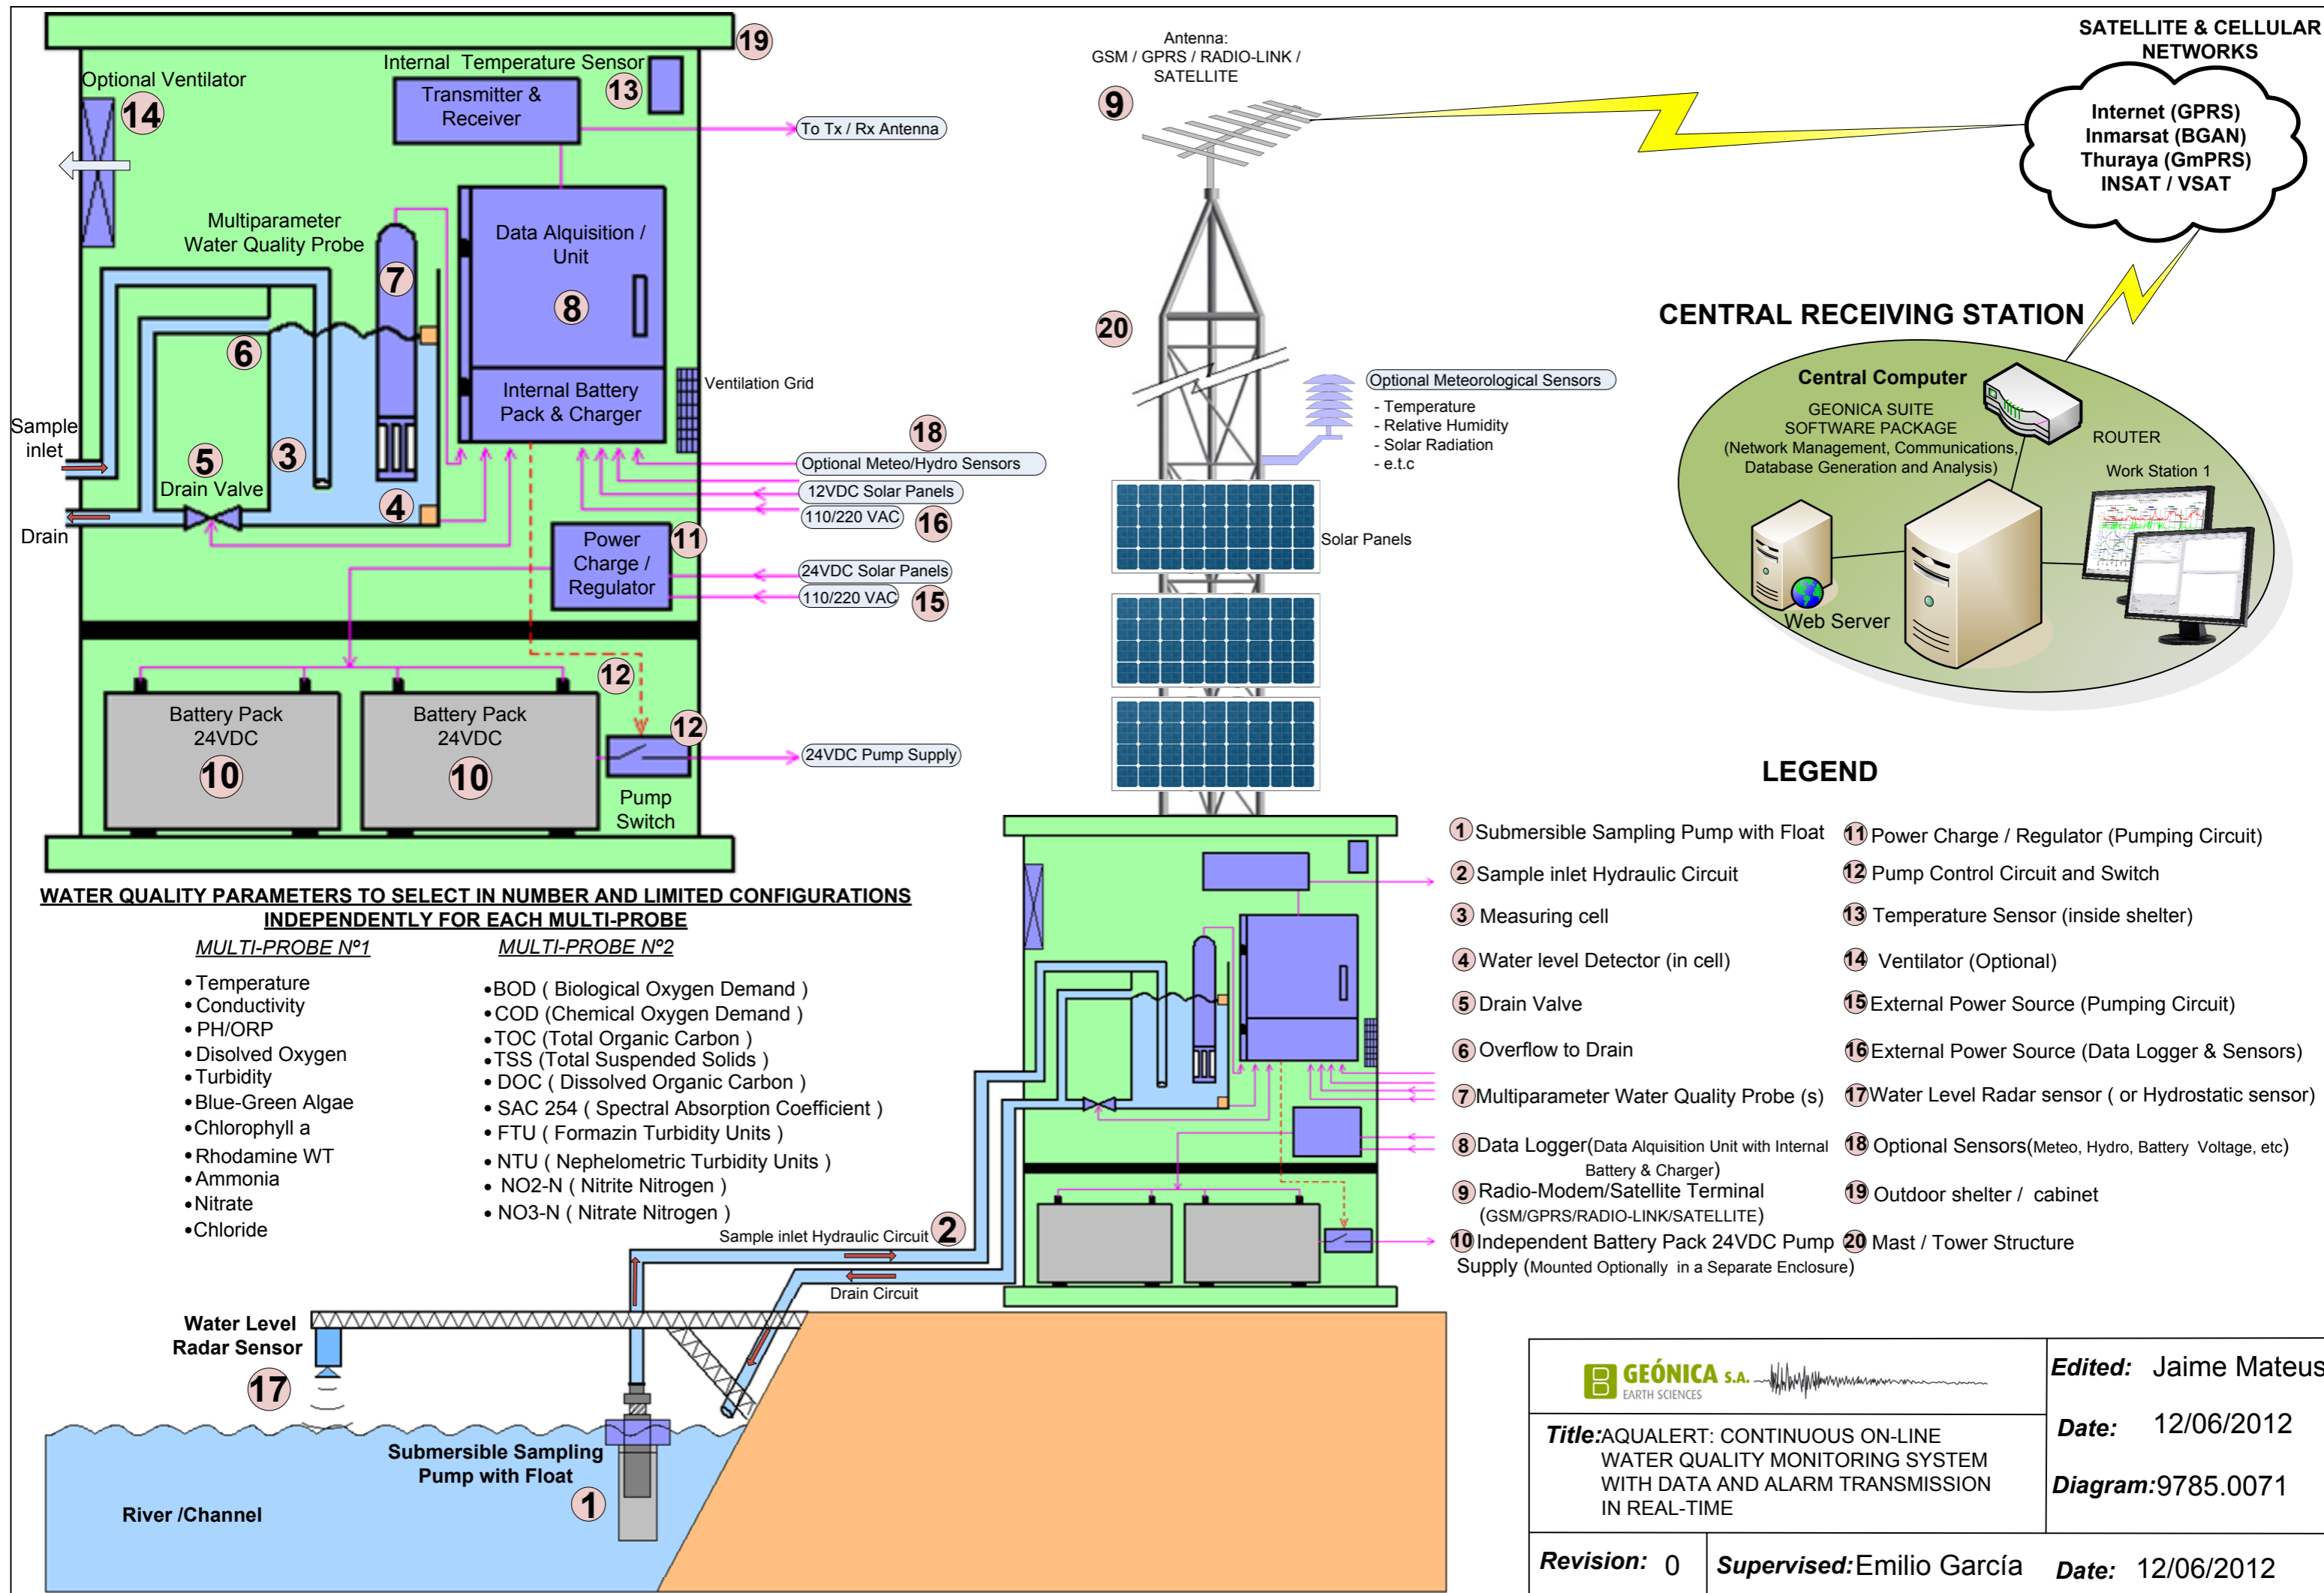 19
Optional Ventilator
14
Internal Temperature Sensor
13
Transmitter &
Receiver
To Tx / Rx Antenna
Multiparameter
Water Quality Probe
7
Data Alquisition /
Unit
8
6
Internal Battery
Pack & Charger
Ventilation Grid
Sample
inlet
5
Drain Valve
3
4
Drain
18
Optional Meteo/Hydro Sensors
12VDC Solar Panels
110/220 VAC
16
Power
Charge /
Regulator
11
24VDC Solar Panels
110/220 VAC
15
12
Battery Pack
24VDC
10
Battery Pack
24VDC
10
12
24VDC Pump Supply
Pump
Switch
Antenna:
GSM / GPRS / RADIO-LINK /
SATELLITE
9
20
Optional Meteorological Sensors
- Temperature
- Relative Humidity
- Solar Radiation
- e.t.c
Solar Panels
SATELLITE & CELLULAR
NETWORKS
Internet (GPRS)
Inmarsat (BGAN)
Thuraya (GmPRS)
INSAT / VSAT
CENTRAL RECEIVING STATION
Central Computer
GEONICA SUITE
SOFTWARE PACKAGE
(Network Management, Communications,
Database Generation and Analysis)
ROUTER
Work Station 1
Web Server
WATER QUALITY PARAMETERS TO SELECT IN NUMBER AND LIMITED CONFIGURATIONS
INDEPENDENTLY FOR EACH MULTI-PROBE
MULTI-PROBE Nº1
• Temperature
• Conductivity
• PH/ORP
• Disolved Oxygen
• Turbidity
• Blue-Green Algae
• Chlorophyll a
• Rhodamine WT
• Ammonia
• Nitrate
• Chloride
MULTI-PROBE Nº2
• BOD ( Biological Oxygen Demand )
• COD (Chemical Oxygen Demand )
• TOC (Total Organic Carbon )
• TSS (Total Suspended Solids )
• DOC ( Dissolved Organic Carbon )
• SAC 254 ( Spectral Absorption Coefficient )
• FTU ( Formazin Turbidity Units )
• NTU ( Nephelometric Turbidity Units )
• NO2-N ( Nitrite Nitrogen )
• NO3-N ( Nitrate Nitrogen )
Sample inlet Hydraulic Circuit 2
Drain Circuit
Water Level
Radar Sensor
17
Submersible Sampling
Pump with Float
1
River /Channel
LEGEND
1 Submersible Sampling Pump with Float
2 Sample inlet Hydraulic Circuit
3 Measuring cell
4 Water level Detector (in cell)
5 Drain Valve
6 Overflow to Drain
7 Multiparameter Water Quality Probe (s)
8 Data Logger(Data Alquisition Unit with Internal
Battery & Charger)
9 Radio-Modem/Satellite Terminal
(GSM/GPRS/RADIO-LINK/SATELLITE)
10 Independent Battery Pack 24VDC Pump
Supply (Mounted Optionally in a Separate Enclosure)
11 Power Charge / Regulator (Pumping Circuit)
12 Pump Control Circuit and Switch
13 Temperature Sensor (inside shelter)
14 Ventilator (Optional)
15 External Power Source (Pumping Circuit)
16 External Power Source (Data Logger & Sensors)
17 Water Level Radar sensor ( or Hydrostatic sensor)
18 Optional Sensors(Meteo, Hydro, Battery Voltage, etc)
19 Outdoor shelter / cabinet
20 Mast / Tower Structure
GEÓNICA S.A.
EARTH SCIENCES
Title: AQUALERT: CONTINUOUS ON-LINE
WATER QUALITY MONITORING SYSTEM
WITH DATA AND ALARM TRANSMISSION
IN REAL-TIME
Edited: Jaime Mateus
Date: 12/06/2012
Diagram: 9785.0071
Revision: 0
Supervised: Emilio García
Date: 12/06/2012